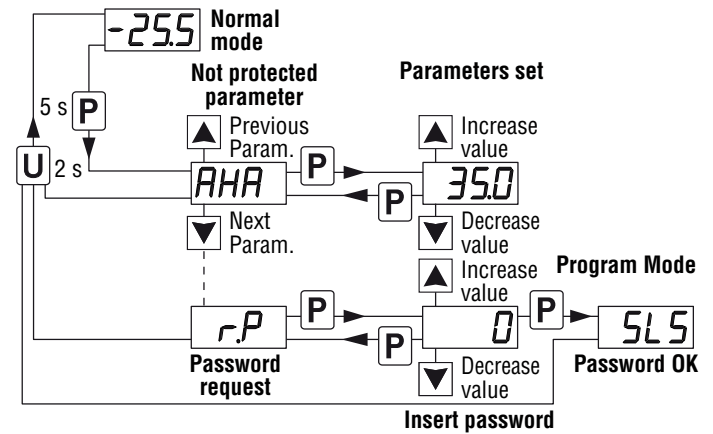 -25.5
Normal
mode
Not protected
parameter
Parameters set
5 s
P
Previous
Param.
Increase
value
U
2 s
AHA
P
P
35.0
Next
Param.
Decrease
value
Increase
value
Program Mode
r.P
P
P
0
P
SLS
Password
request
Decrease
value
Password OK
Insert password